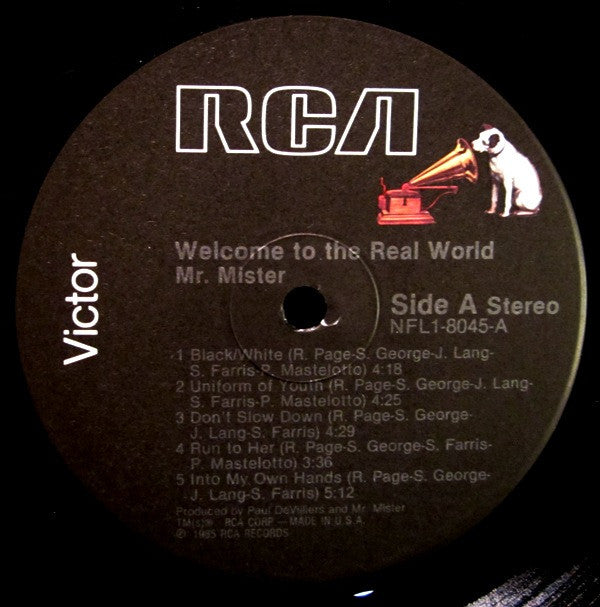 RCA
Victor
Welcome to the Real World
Mr. Mister
Side A Stereo
NFL1-8045-A
1 Black/White (R. Page-S. George-J. Lang-
S. Farris-P. Mastelotto) 4:18
2 Uniform of Youth (R. Page-S. George-J. Lang-
S. Farris-P. Mastelotto) 4:25
3 Don't Slow Down (R. Page-S. George-
J. Lang-S. Farris) 4:29
4 Run to Her (R. Page-S. George-S. Farris-
P. Mastelotto) 3:36
5 Into My Own Hands (R. Page-S. George-
J. Lang-S. Farris) 5:12
Produced by Paul DeVilliers and Mr. Mister
TM(s)® RCA CORP. — MADE IN U.S.A.
℗ 1985 RCA RECORDS